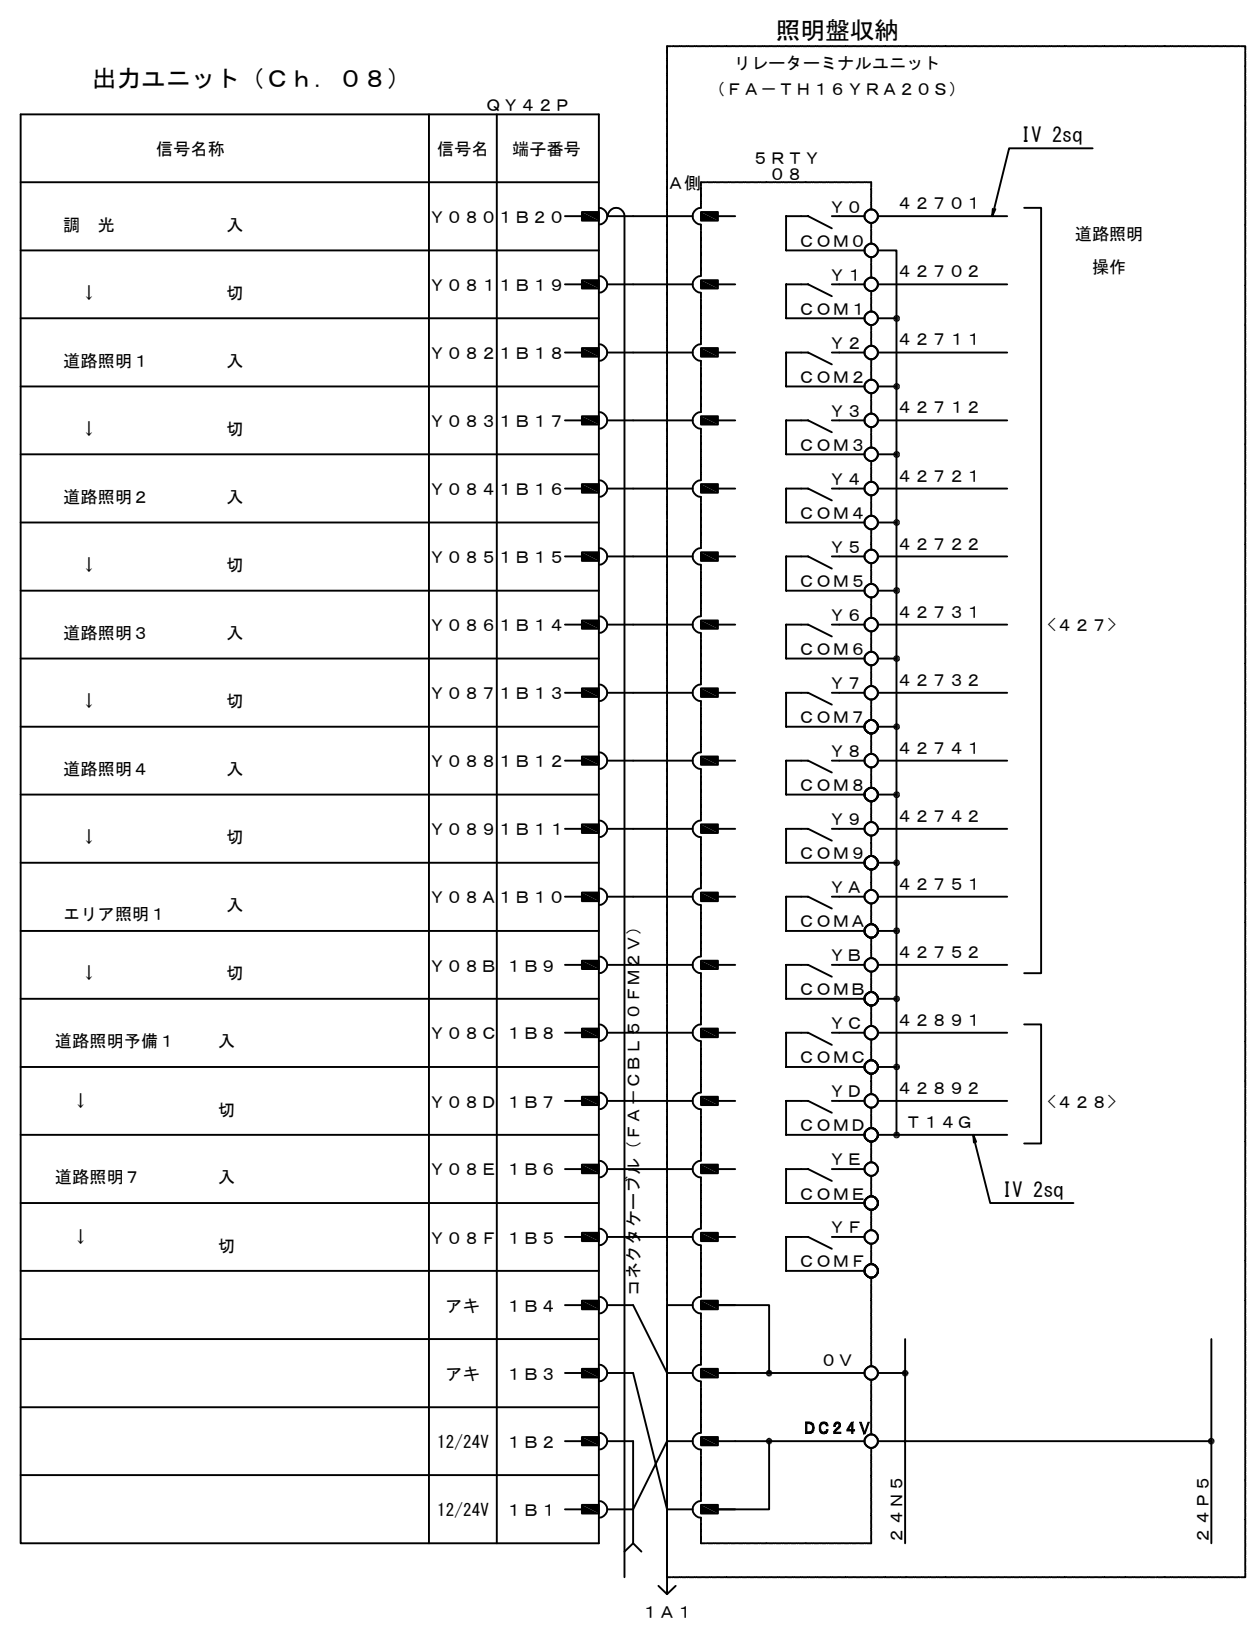 照明盤収納
リレーターミナルユニット
(FA-TH16YRA20S)
出力ユニット(Ch. 08)
QY42P
信号名称 信号名 端子番号
IV 2sq
5RTY
08
A側
調 光 入 Y080 1B20 Y0 42701
COM0
道路照明
操作
↓ 切 Y081 1B19 Y1 42702
COM1
道路照明1 入 Y082 1B18 Y2 42711
COM2
↓ 切 Y083 1B17 Y3 42712
COM3
道路照明2 入 Y084 1B16 Y4 42721
COM4
↓ 切 Y085 1B15 Y5 42722
COM5
道路照明3 入 Y086 1B14 Y6 42731
<427>
COM6
↓ 切 Y087 1B13 Y7 42732
COM7
道路照明4 入 Y088 1B12 Y8 42741
COM8
↓ 切 Y089 1B11 Y9 42742
COM9
エリア照明1 入 Y08A 1B10 YA 42751
COMA
↓ 切 Y08B 1B9 YB 42752
COMB
道路照明予備1 入 Y08C 1B8 YC 42891
COMC
↓ 切 Y08D 1B7 YD 42892
<428>
COMD T14G
道路照明7 入 Y08E 1B6 YE
COME
IV 2sq
↓ 切 Y08F 1B5 YF
COMF
コネクタケーブル(FA-CBL50FM2V)
アキ 1B4
アキ 1B3 0V
12/24V 1B2 DC24V
12/24V 1B1
24N5
24P5
1A1